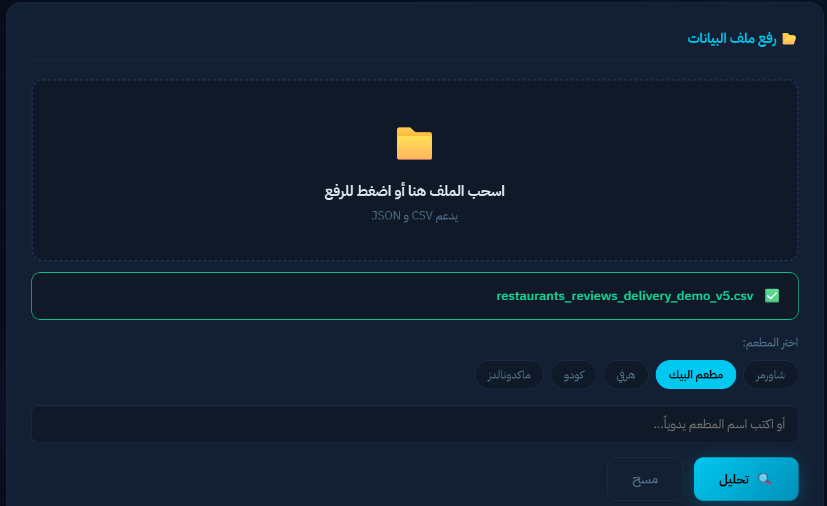 رفع ملف البيانات
اسحب الملف هنا أو اضغط للرفع
يدعم CSV و JSON
restaurants_reviews_delivery_demo_v5.csv
اختر المطعم:
شاورمر
مطعم البيك
هرفي
كودو
ماكدونالدز
أو اكتب اسم المطعم يدوياً...
تحليل
مسح